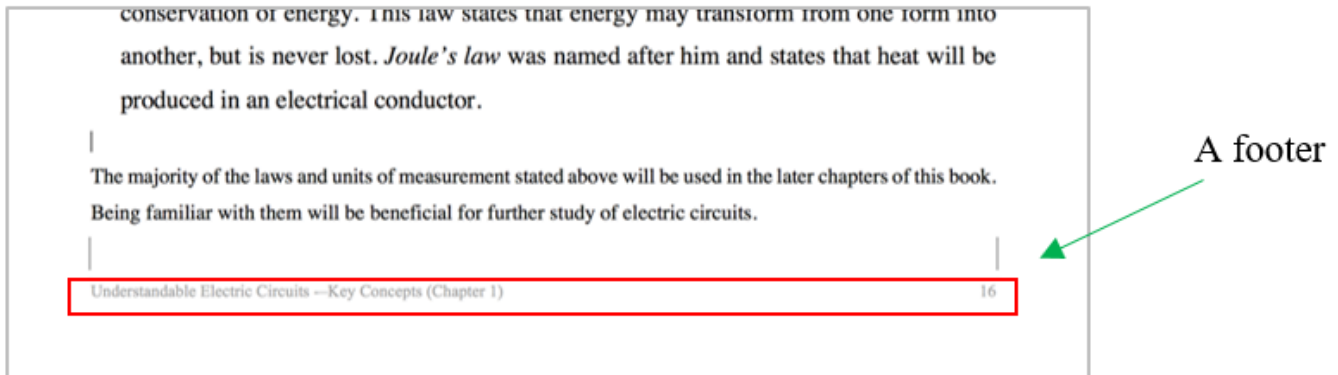 conservation of energy. This law states that energy may transform from one form into
another, but is never lost. Joule's law was named after him and states that heat will be
produced in an electrical conductor.
The majority of the laws and units of measurement stated above will be used in the later chapters of this book.
Being familiar with them will be beneficial for further study of electric circuits.
A footer
Understandable Electric Circuits —Key Concepts (Chapter 1) 16